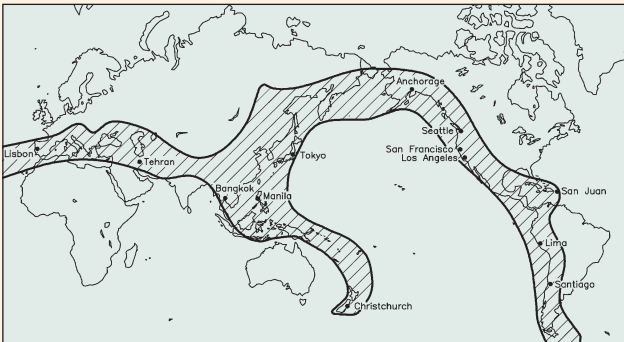 Anchorage
Seattle
San Francisco
Los Angeles
Lisbon
Tehran
Tokyo
Bangkok
Manila
San Juan
Lima
Santiago
Christchurch